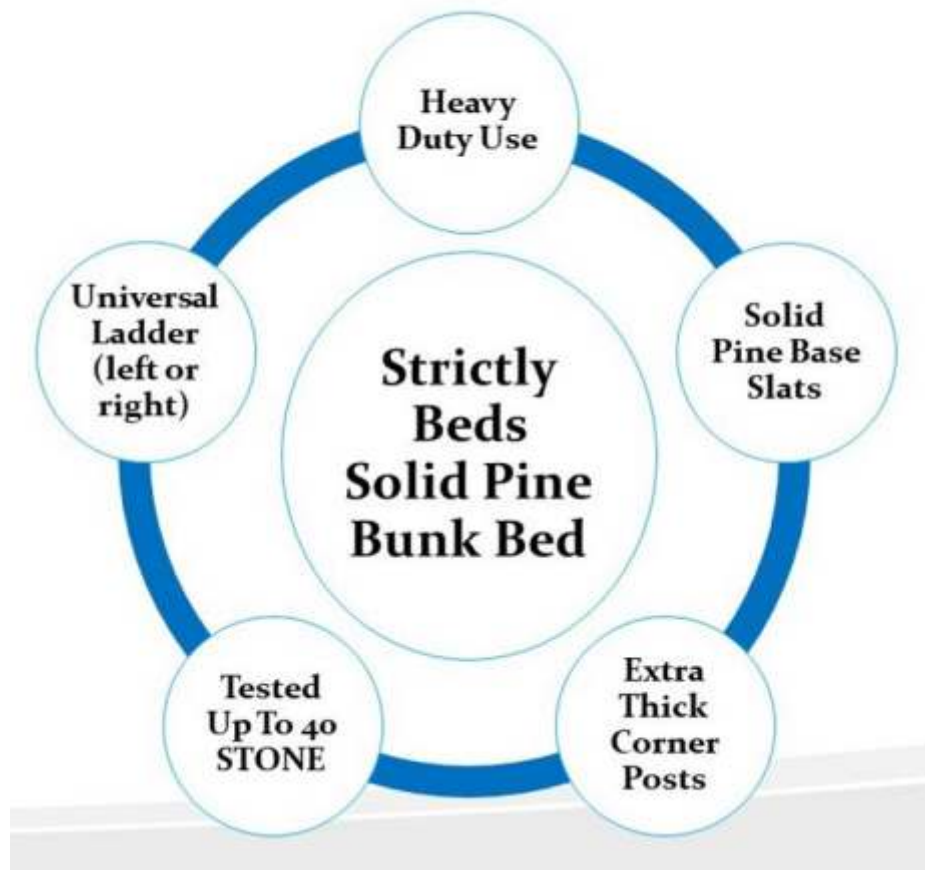 Heavy
Duty Use
Universal
Ladder
(left or
right)
Solid
Pine Base
Slats
Strictly
Beds
Solid Pine
Bunk Bed
Tested
Up To 40
STONE
Extra
Thick
Corner
Posts